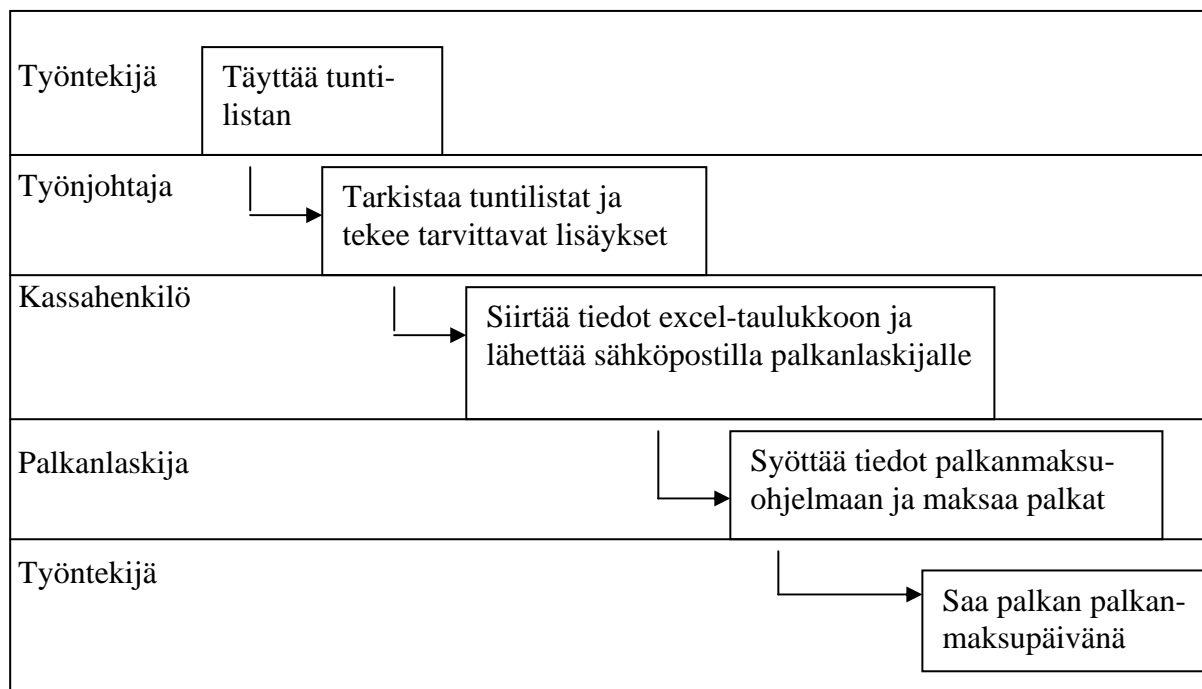 Työntekijä
Täyttää tunti-
listan
Työnjohtaja
Tarkistaa tuntilistat ja
tekee tarvittavat lisäykset
Kassahenkilö
Siirtää tiedot excel-taulukkoon ja
lähettää sähköpostilla palkanlaskijalle
Palkanlaskija
Syöttää tiedot palkanmaksu-
ohjelmaan ja maksaa palkat
Työntekijä
Saa palkan palkan-
maksupäivänä